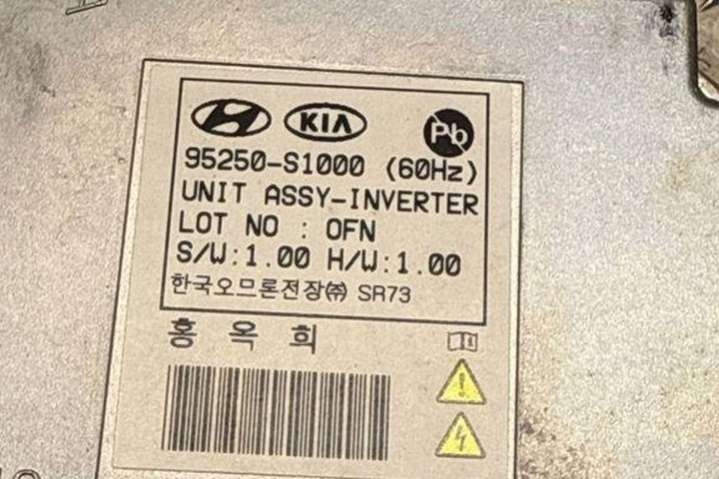 KIA Pb
95250-S1000 (60Hz)
UNIT ASSY-INVERTER
LOT NO : OFN
S/W:1.00 H/W:1.00
한국오므론전장㈜ SR73
홍 옥 희